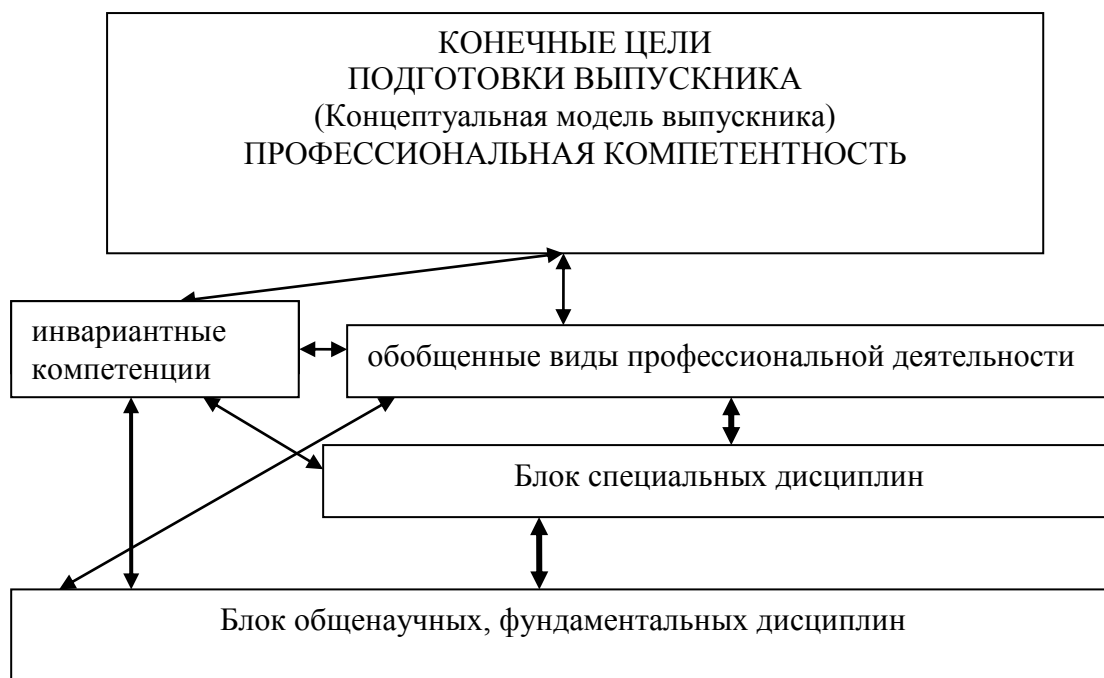 КОНЕЧНЫЕ ЦЕЛИ
ПОДГОТОВКИ ВЫПУСКНИКА
(Концептуальная модель выпускника)
ПРОФЕССИОНАЛЬНАЯ КОМПЕТЕНТНОСТЬ
инвариантные
компетенции
обобщенные виды профессиональной деятельности
Блок специальных дисциплин
Блок общенаучных, фундаментальных дисциплин